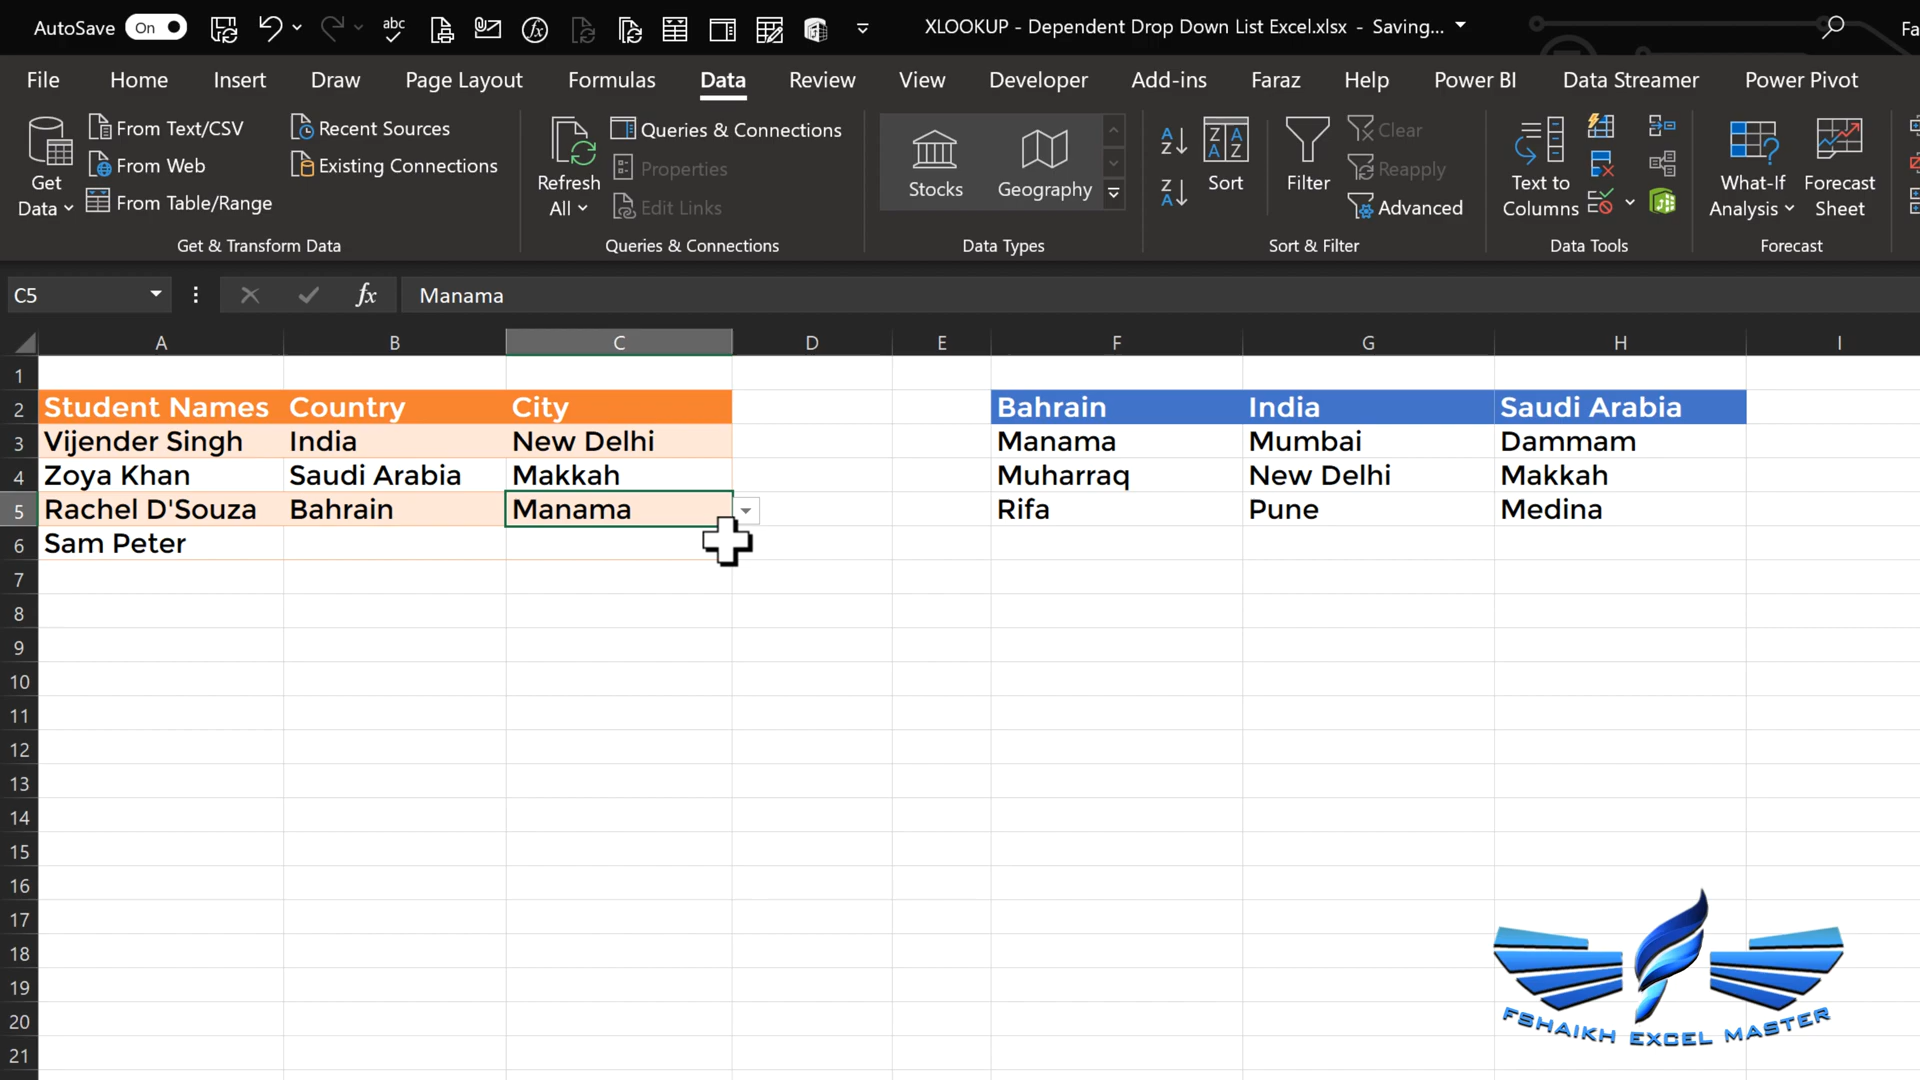 AutoSave On XLOOKUP - Dependent Drop Down List Excel.xlsx - Saving... Fa
abc
File Home Insert Draw Page Layout Formulas Data Review View Developer Add-ins Faraz Help Power BI Data Streamer Power Pivot
Get Data
From Text/CSV
From Web
From Table/Range
Recent Sources
Existing Connections
Get & Transform Data
Refresh All
Queries & Connections
Properties
Edit Links
Queries & Connections
Stocks Geography
Data Types
Sort
Filter
Clear
Reapply
Advanced
Sort & Filter
Text to Columns
Data Tools
What-If Analysis
Forecast Sheet
Forecast
C5 fx Manama
A B C D E F G H I
1
2 Student Names Country City Bahrain India Saudi Arabia
3 Vijender Singh India New Delhi Manama Mumbai Dammam
4 Zoya Khan Saudi Arabia Makkah Muharraq New Delhi Makkah
5 Rachel D'Souza Bahrain Manama Rifa Pune Medina
6 Sam Peter
7
8
9
10
11
12
13
14
15
16
17
18
19
20
21
FSHAIKH EXCEL MASTER